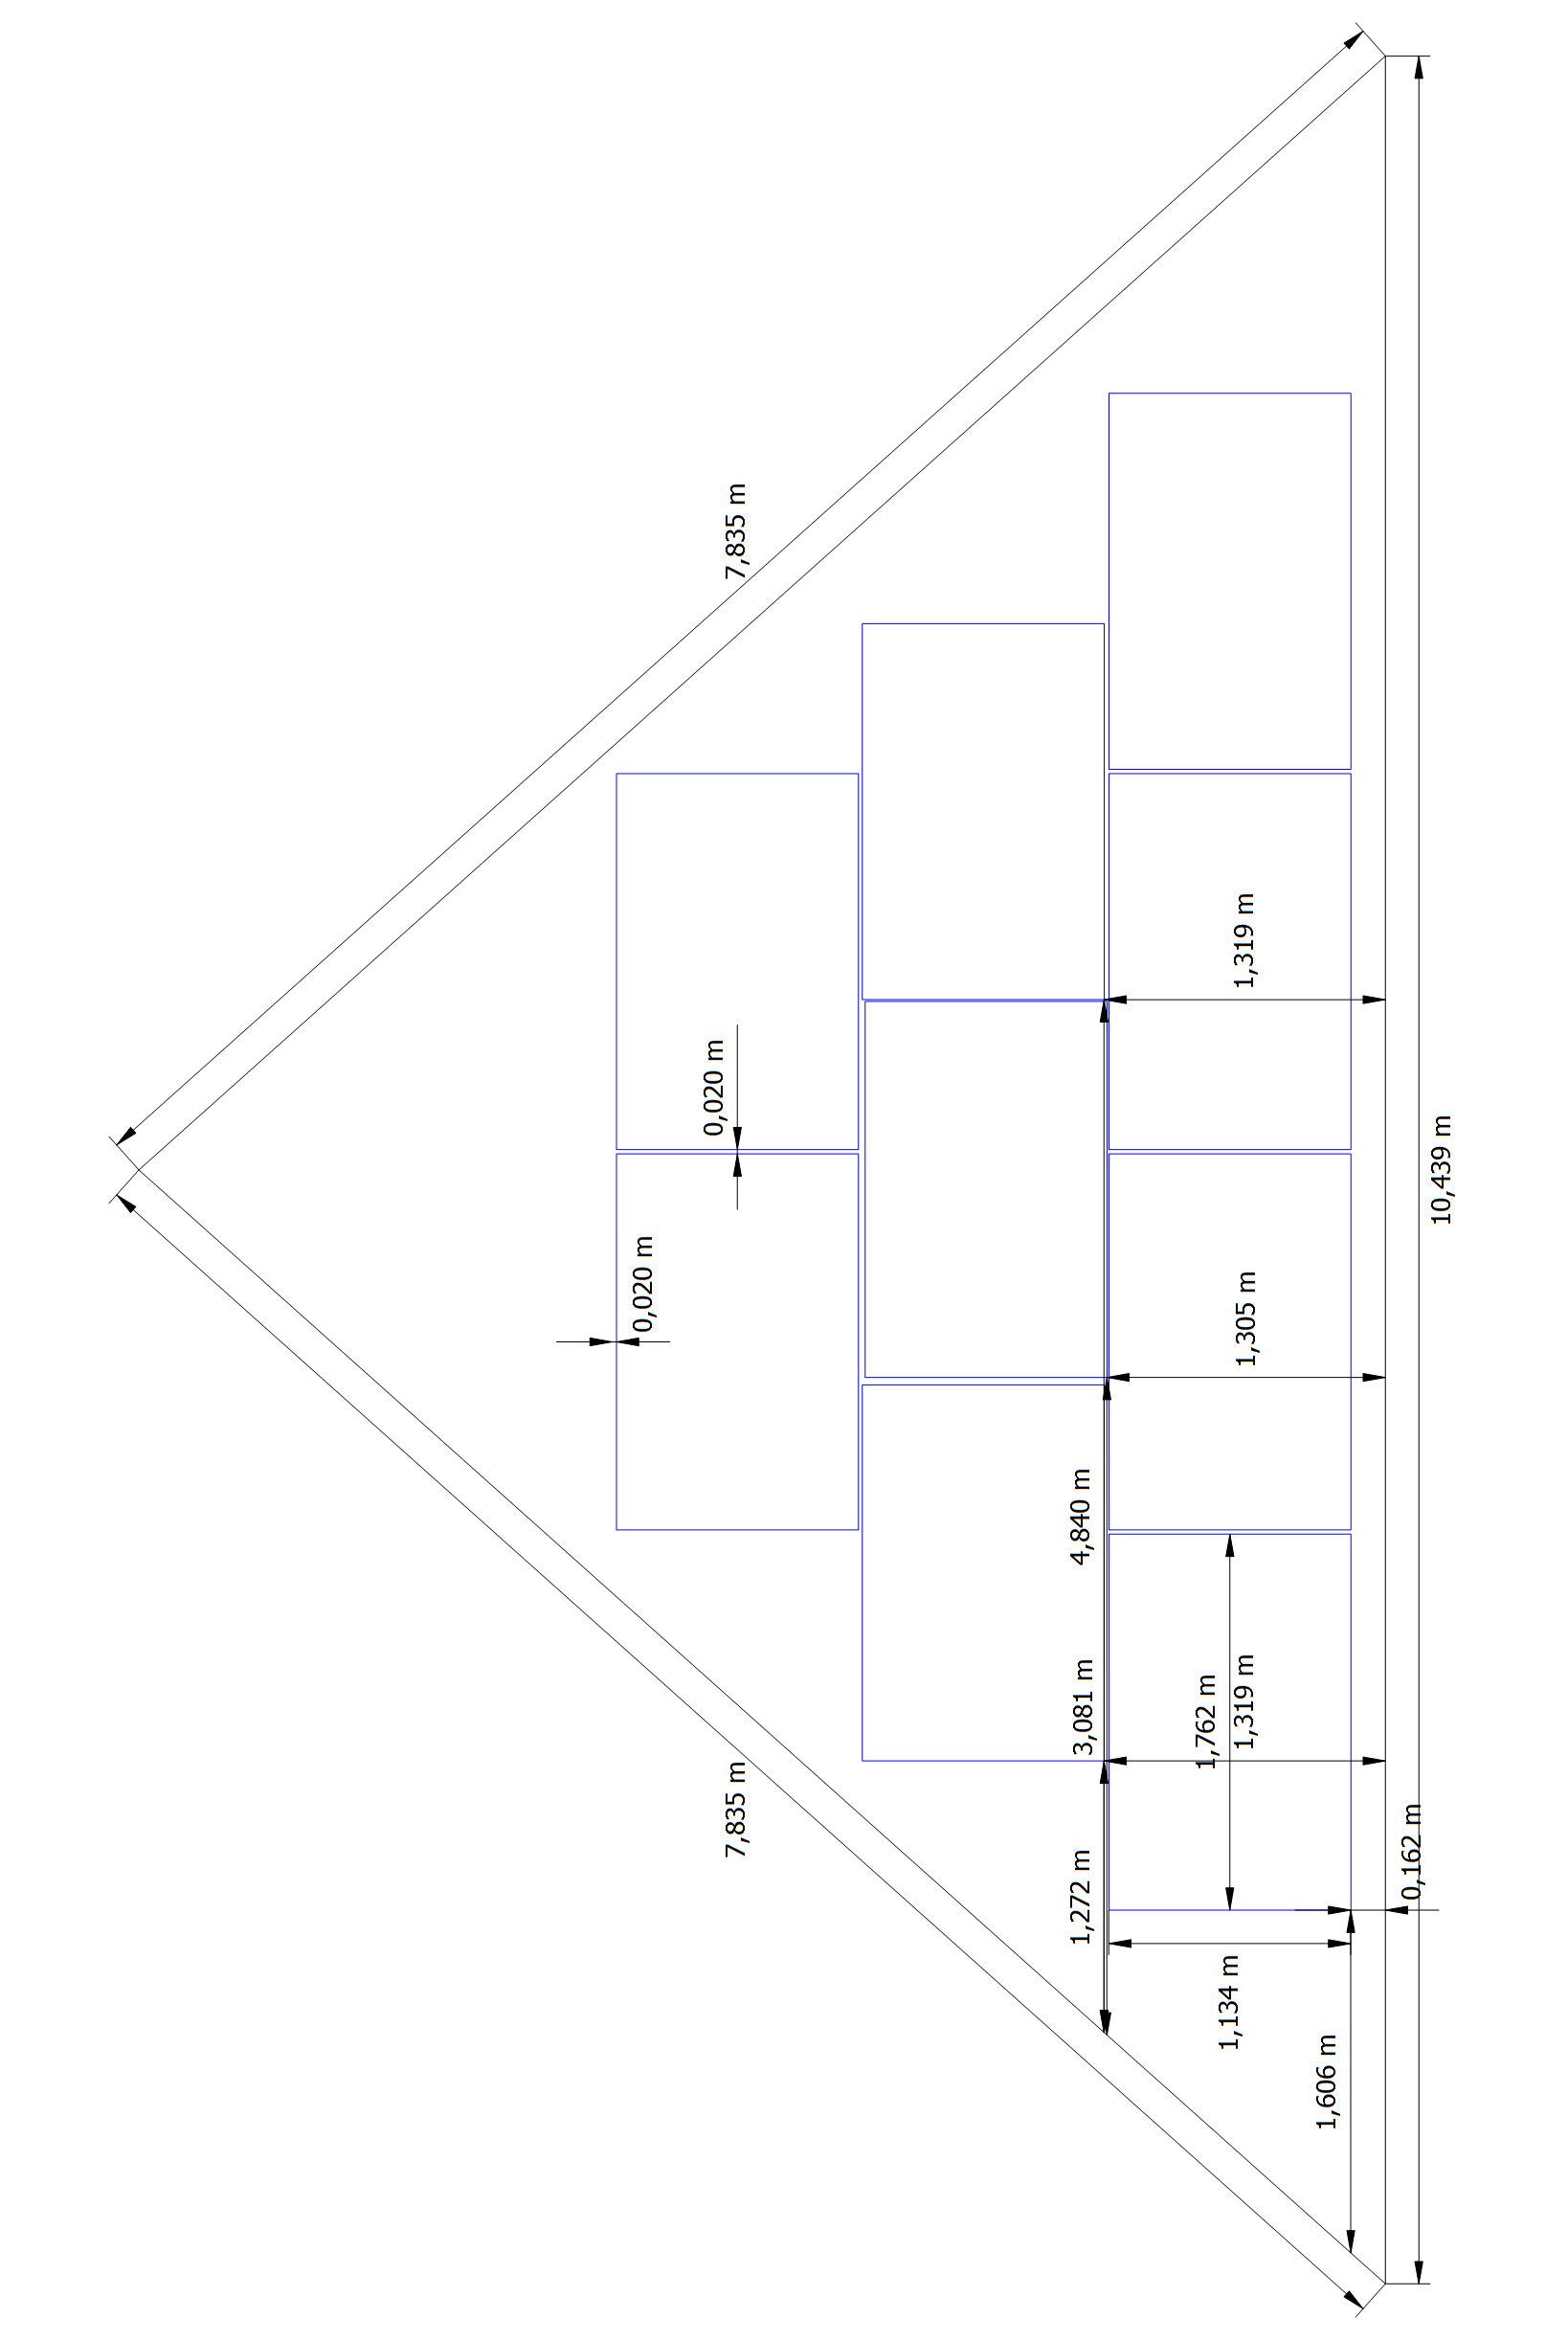 7,835 m
0,020 m
0,020 m
1,319 m
10,439 m
1,305 m
4,840 m
3,081 m
1,762 m
1,319 m
7,835 m
1,272 m
0,162 m
1,134 m
1,606 m